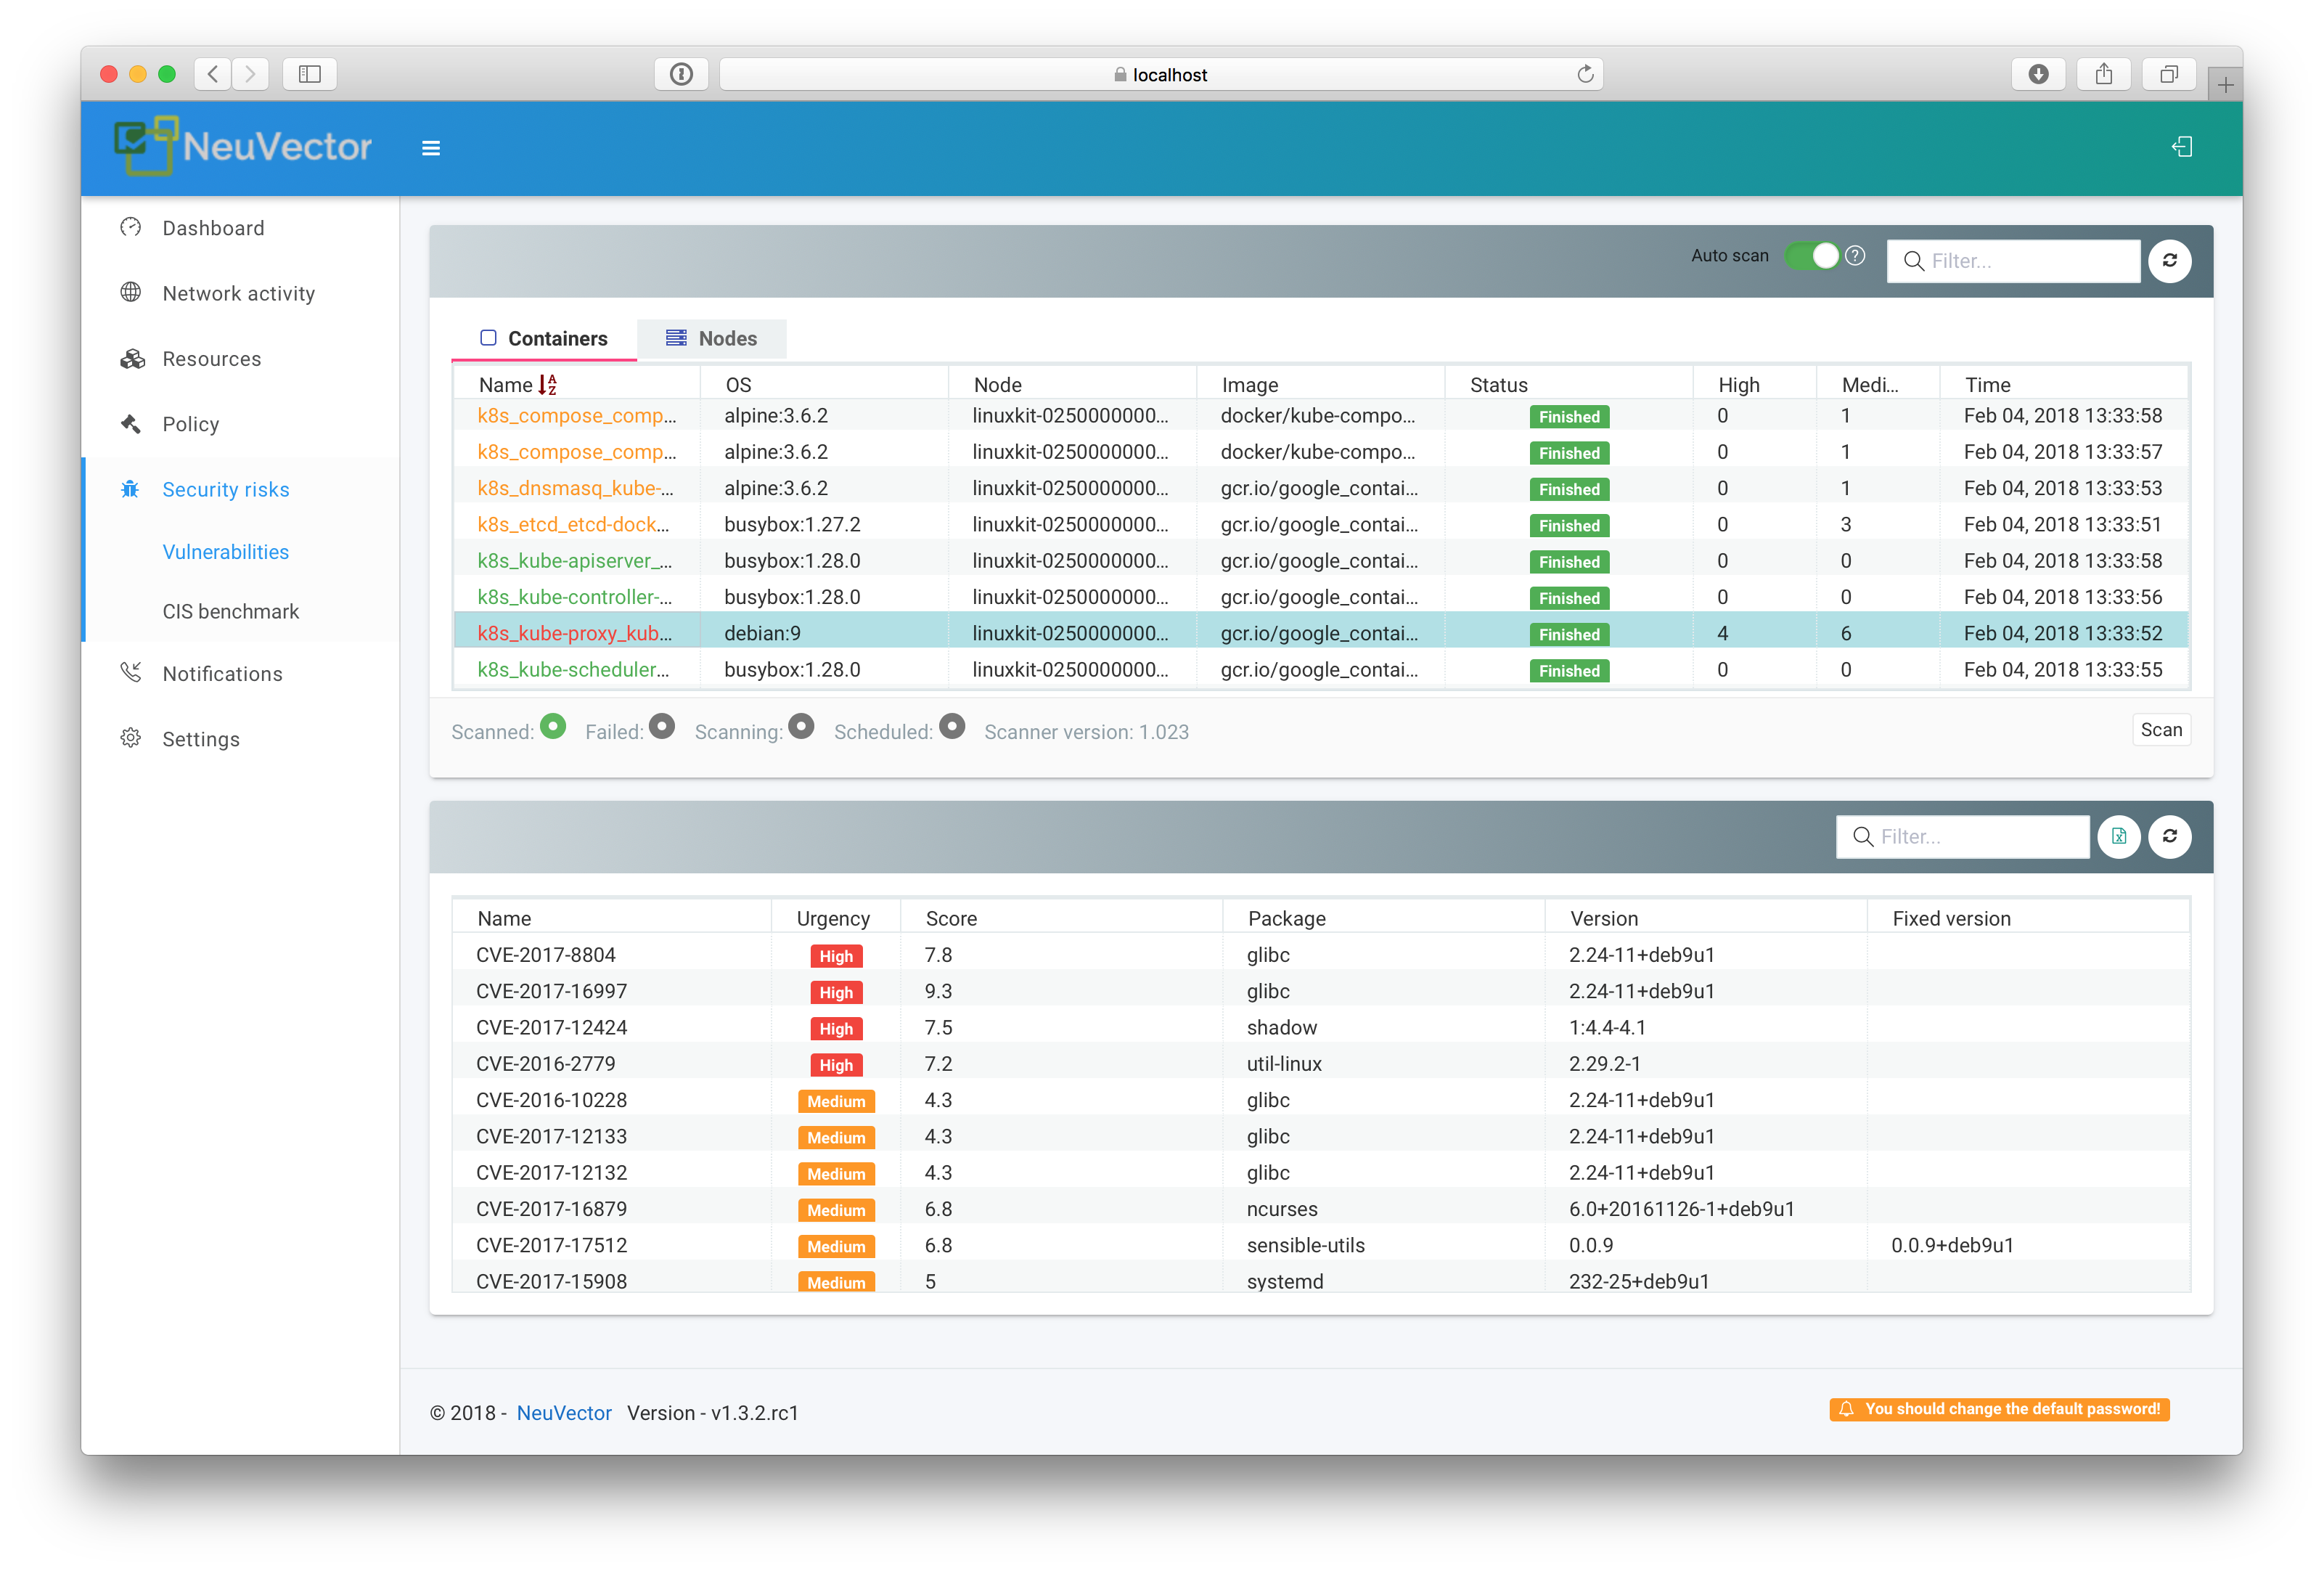 localhost
NeuVector
Dashboard
Network activity
Resources
Policy
Security risks
Vulnerabilities
CIS benchmark
Notifications
Settings
Auto scan Filter...
Containers Nodes
Name OS Node Image Status High Medi... Time
k8s_compose_comp... alpine:3.6.2 linuxkit-0250000000... docker/kube-compo... Finished 0 1 Feb 04, 2018 13:33:58
k8s_compose_comp... alpine:3.6.2 linuxkit-0250000000... docker/kube-compo... Finished 0 1 Feb 04, 2018 13:33:57
k8s_dnsmasq_kube-... alpine:3.6.2 linuxkit-0250000000... gcr.io/google_contai... Finished 0 1 Feb 04, 2018 13:33:53
k8s_etcd_etcd-dock... busybox:1.27.2 linuxkit-0250000000... gcr.io/google_contai... Finished 0 3 Feb 04, 2018 13:33:51
k8s_kube-apiserver_... busybox:1.28.0 linuxkit-0250000000... gcr.io/google_contai... Finished 0 0 Feb 04, 2018 13:33:58
k8s_kube-controller-... busybox:1.28.0 linuxkit-0250000000... gcr.io/google_contai... Finished 0 0 Feb 04, 2018 13:33:56
k8s_kube-proxy_kub... debian:9 linuxkit-0250000000... gcr.io/google_contai... Finished 4 6 Feb 04, 2018 13:33:52
k8s_kube-scheduler... busybox:1.28.0 linuxkit-0250000000... gcr.io/google_contai... Finished 0 0 Feb 04, 2018 13:33:55
Scanned: Failed: Scanning: Scheduled: Scanner version: 1.023 Scan
Filter...
Name Urgency Score Package Version Fixed version
CVE-2017-8804 High 7.8 glibc 2.24-11+deb9u1
CVE-2017-16997 High 9.3 glibc 2.24-11+deb9u1
CVE-2017-12424 High 7.5 shadow 1:4.4-4.1
CVE-2016-2779 High 7.2 util-linux 2.29.2-1
CVE-2016-10228 Medium 4.3 glibc 2.24-11+deb9u1
CVE-2017-12133 Medium 4.3 glibc 2.24-11+deb9u1
CVE-2017-12132 Medium 4.3 glibc 2.24-11+deb9u1
CVE-2017-16879 Medium 6.8 ncurses 6.0+20161126-1+deb9u1
CVE-2017-17512 Medium 6.8 sensible-utils 0.0.9 0.0.9+deb9u1
CVE-2017-15908 Medium 5 systemd 232-25+deb9u1
© 2018 - NeuVector Version - v1.3.2.rc1
You should change the default password!